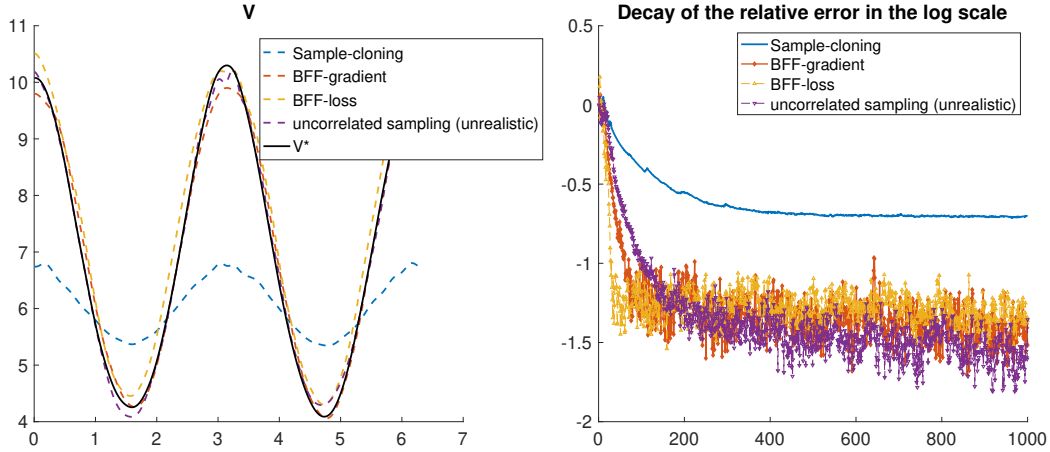 V
11
10
9
8
7
6
5
4
0
1
2
3
4
5
6
7
Sample-cloning
BFF-gradient
BFF-loss
uncorrelated sampling (unrealistic)
V*
Decay of the relative error in the log scale
0
-0.5
-1
-1.5
-2
0
200
400
600
800
1000
Sample-cloning
BFF-gradient
BFF-loss
uncorrelated sampling (unrealistic)